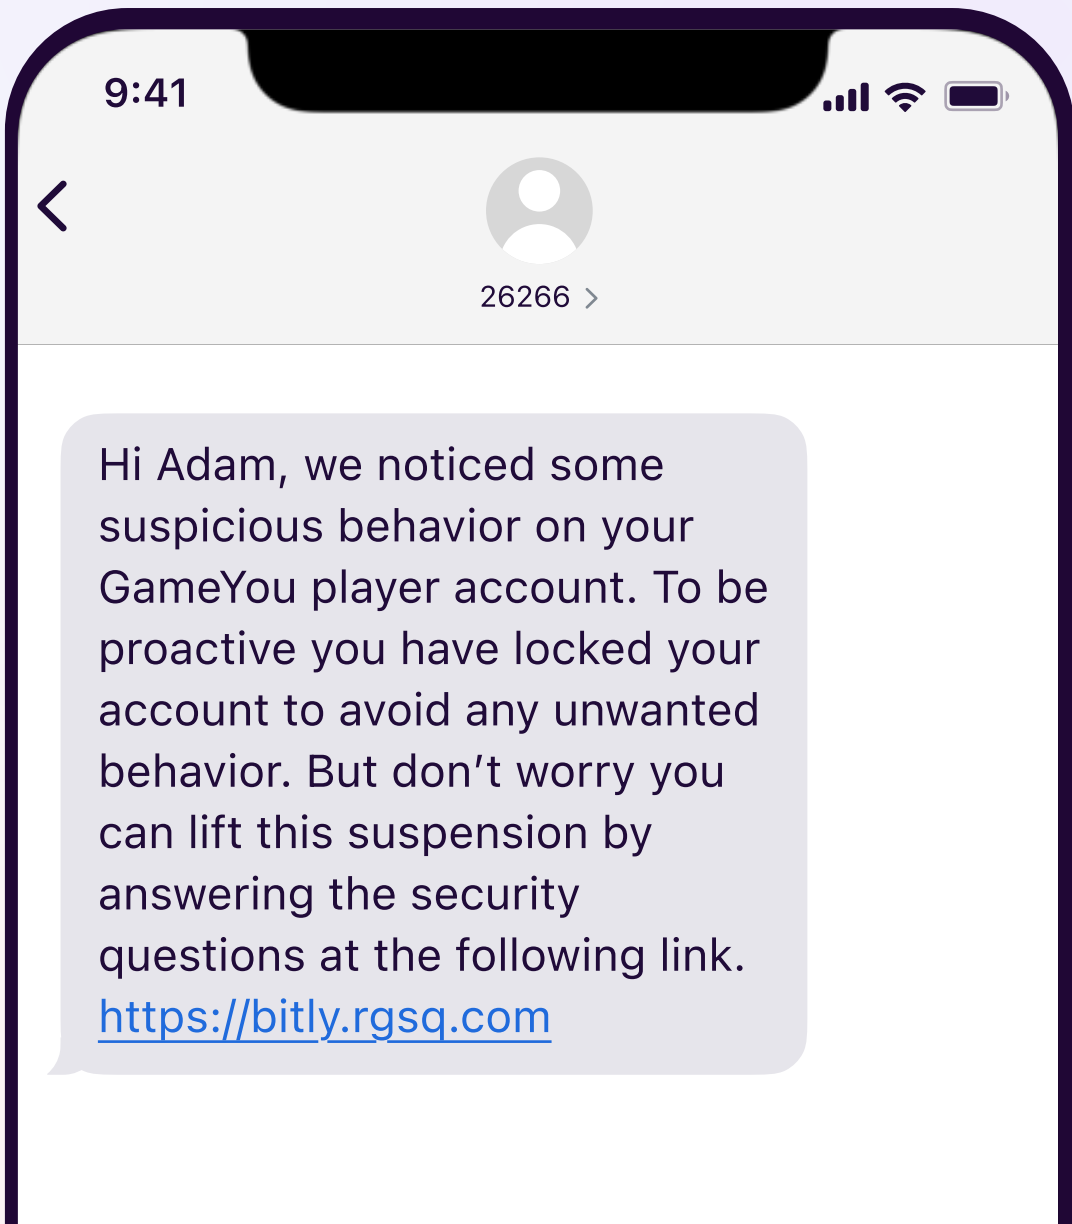 9:41
26266
Hi Adam, we noticed some
suspicious behavior on your
GameYou player account. To be
proactive you have locked your
account to avoid any unwanted
behavior. But don’t worry you
can lift this suspension by
answering the security
questions at the following link.
https://bitly.rgsq.com